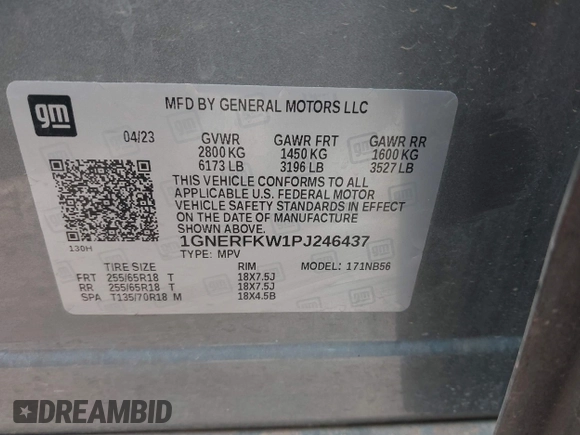 gm
MFD BY GENERAL MOTORS LLC
04/23 GVWR GAWR FRT GAWR RR
2800 KG 1450 KG 1600 KG
6173 LB 3196 LB 3527 LB
THIS VEHICLE CONFORMS TO ALL
APPLICABLE U.S. FEDERAL MOTOR
VEHICLE SAFETY STANDARDS IN EFFECT
ON THE DATE OF MANUFACTURE
SHOWN ABOVE.
130H
1GNERFKW1PJ246437
TYPE: MPV MODEL: 171NB56
TIRE SIZE RIM
FRT 255/65R18 T 18X7.5J
RR 255/65R18 T 18X7.5J
SPA T135/70R18 M 18X4.5B
DREAMBID